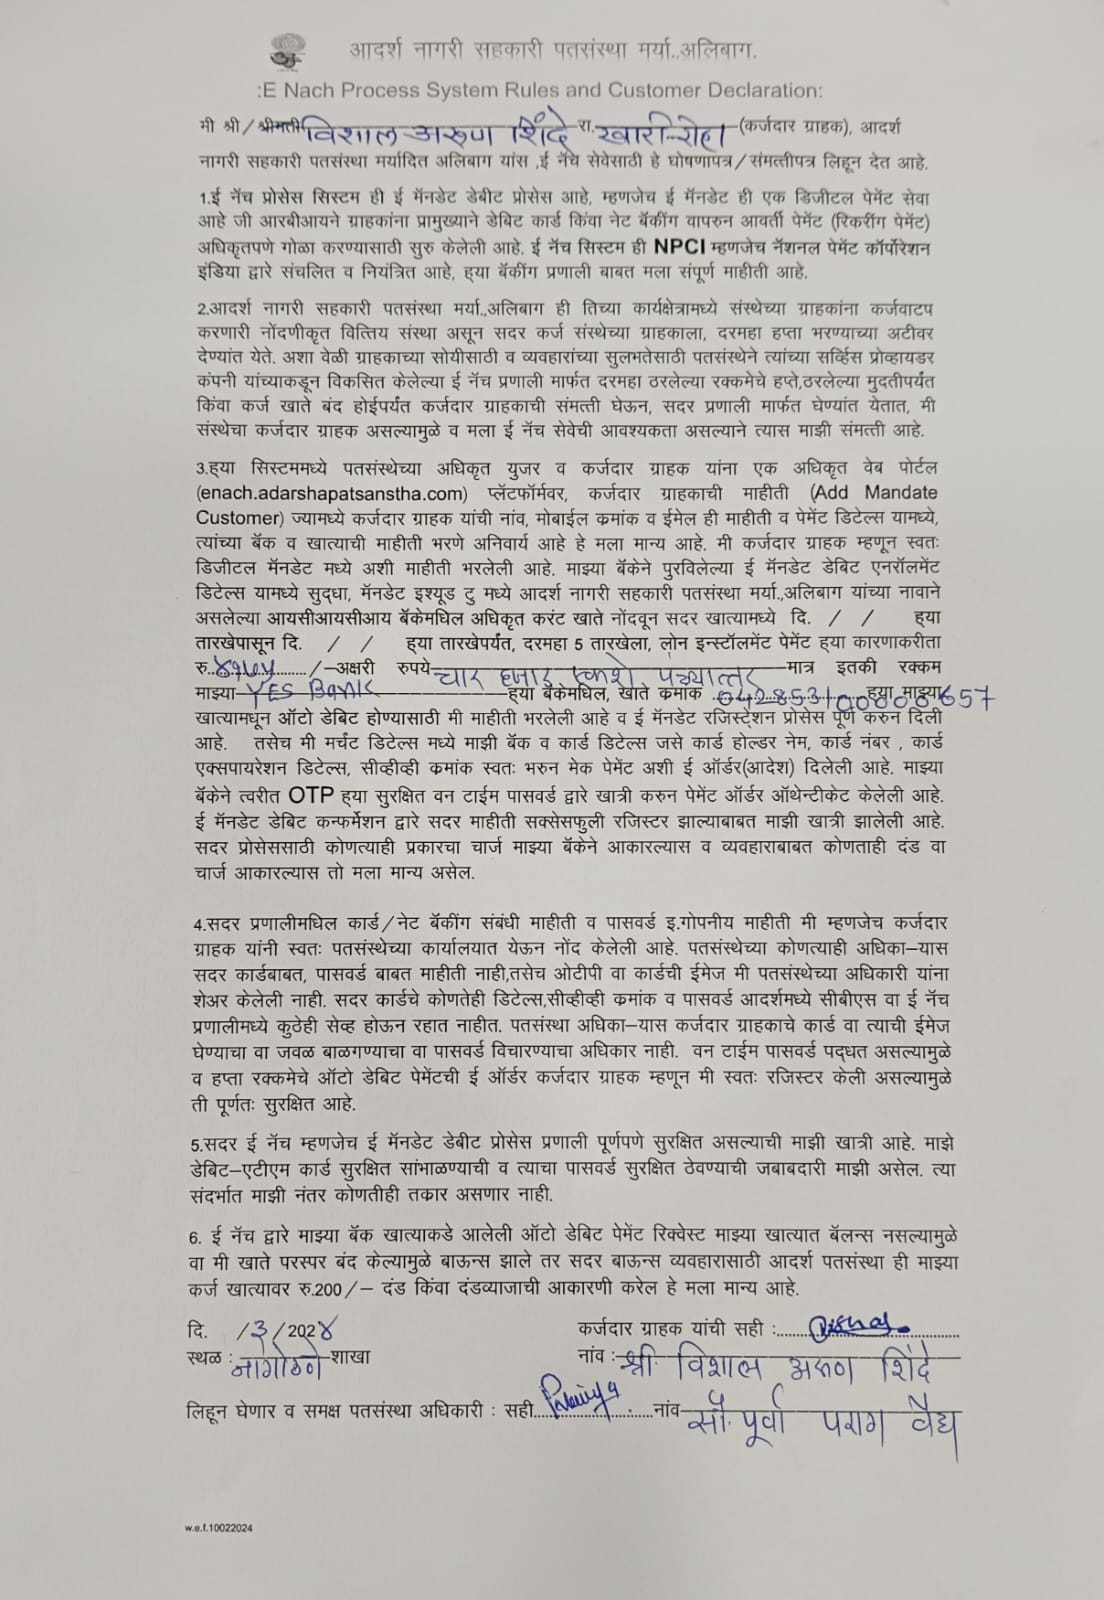 आदर्श नागरी सहकारी पतसंस्था मर्या.,अलिबाग.
:E Nach Process System Rules and Customer Declaration:
मी श्री/श्रीमती विशाल अरूण शिंदे रा. खारी-रोहा (कर्जदार ग्राहक), आदर्श
नागरी सहकारी पतसंस्था मर्यादित अलिबाग यांस ,ई नॅच सेवेसाठी हे घोषणापत्र/संमत्तीपत्र लिहून देत आहे.
1.ई नॅच प्रोसेस सिस्टम ही ई मॅनडेट डेबीट प्रोसेस आहे, म्हणजेच ई मॅनडेट ही एक डिजीटल पेमेंट सेवा
आहे जी आरबीआयने ग्राहकांना प्रामुख्याने डेबिट कार्ड किंवा नेट बॅकींग वापरुन आवर्ती पेमेंट (रिकरींग पेमेंट)
अधिकृतपणे गोळा करण्यासाठी सुरु केलेली आहे. ई नॅच सिस्टम ही NPCI म्हणजेच नॅशनल पेमेंट कॉर्पोरेशन
इंडिया द्वारे संचलित व नियंत्रित आहे, ह्या बॅकींग प्रणाली बाबत मला संपूर्ण माहीती आहे.
2.आदर्श नागरी सहकारी पतसंस्था मर्या.,अलिबाग ही तिच्या कार्यक्षेत्रामध्ये संस्थेच्या ग्राहकांना कर्जवाटप
करणारी नोंदणीकृत वित्तिय संस्था असून सदर कर्ज संस्थेच्या ग्राहकाला, दरमहा हप्ता भरण्याच्या अटीवर
देण्यांत येते. अशा वेळी ग्राहकाच्या सोयीसाठी व व्यवहारांच्या सुलभतेसाठी पतसंस्थेने त्यांच्या सर्व्हिस प्रोव्हायडर
कंपनी यांच्याकडून विकसित केलेल्या ई नॅच प्रणाली मार्फत दरमहा ठरलेल्या रक्कमेचे हप्ते,ठरलेल्या मुदतीपर्यंत
किंवा कर्ज खाते बंद होईपर्यंत कर्जदार ग्राहकाची संमत्ती घेऊन, सदर प्रणाली मार्फत घेण्यांत येतात, मी
संस्थेचा कर्जदार ग्राहक असल्यामुळे व मला ई नॅच सेवेची आवश्यकता असल्याने त्यास माझी संमत्ती आहे.
3.ह्या सिस्टममध्ये पतसंस्थेच्या अधिकृत युजर व कर्जदार ग्राहक यांना एक अधिकृत वेब पोर्टल
(enach.adarshapatsanstha.com) प्लॅटफॉर्मवर, कर्जदार ग्राहकाची माहीती (Add Mandate
Customer) ज्यामध्ये कर्जदार ग्राहक यांची नांव, मोबाईल क्रमांक व ईमेल ही माहीती व पेमेंट डिटेल्स यामध्ये,
त्यांच्या बॅक व खात्याची माहीती भरणे अनिवार्य आहे हे मला मान्य आहे. मी कर्जदार ग्राहक म्हणून स्वतः
डिजीटल मॅनडेट मध्ये अशी माहीती भरलेली आहे. माझ्या बॅकेने पुरविलेल्या ई मॅनडेट डेबिट एनरॉलमेंट
डिटेल्स यामध्ये सुद्धा, मॅनडेट इश्यूड टु मध्ये आदर्श नागरी सहकारी पतसंस्था मर्या.,अलिबाग यांच्या नावाने
असलेल्या आयसीआयसीआय बॅकेमधिल अधिकृत करंट खाते नोंदवून सदर खात्यामध्ये दि. / / ह्या
तारखेपासून दि. / / ह्या तारखेपर्यंत, दरमहा 5 तारखेला, लोन इन्स्टॉलमेंट पेमेंट ह्या कारणाकरीता
रु..४१७५........./-अक्षरी रुपये चार हजार एकशे पंच्याहत्तर मात्र इतकी रक्कम
माझ्या YES BANK ह्या बॅकेमधिल, खाते क्रमांक 042853100000657 ह्या माझ्या
खात्यामधून ऑटो डेबिट होण्यासाठी मी माहीती भरलेली आहे व ई मॅनडेट रजिस्ट्रेशन प्रोसेस पूर्ण करुन दिली
आहे. तसेच मी मर्चंट डिटेल्स मध्ये माझी बॅक व कार्ड डिटेल्स जसे कार्ड होल्डर नेम, कार्ड नंबर , कार्ड
एक्सपायरेशन डिटेल्स, सीव्हीव्ही क्रमांक स्वतः भरुन मेक पेमेंट अशी ई ऑर्डर(आदेश) दिलेली आहे. माझ्या
बॅकेने त्वरीत OTP ह्या सुरक्षित वन टाईम पासवर्ड द्वारे खात्री करुन पेमेंट ऑर्डर ऑथेन्टीकेट केलेली आहे.
ई मॅनडेट डेबिट कन्फर्मेशन द्वारे सदर माहीती सक्सेसफुली रजिस्टर झाल्याबाबत माझी खात्री झालेली आहे.
सदर प्रोसेससाठी कोणत्याही प्रकारचा चार्ज माझ्या बॅकेने आकारल्यास व व्यवहाराबाबत कोणताही दंड वा
चार्ज आकारल्यास तो मला मान्य असेल.
4.सदर प्रणालीमधिल कार्ड/नेट बॅकींग संबंधी माहीती व पासवर्ड इ.गोपनीय माहीती मी म्हणजेच कर्जदार
ग्राहक यांनी स्वतः पतसंस्थेच्या कार्यालयात येऊन नोंद केलेली आहे. पतसंस्थेच्या कोणत्याही अधिका-यास
सदर कार्डबाबत, पासवर्ड बाबत माहीती नाही,तसेच ओटीपी वा कार्डची ईमेज मी पतसंस्थेच्या अधिकारी यांना
शेअर केलेली नाही. सदर कार्डचे कोणतेही डिटेल्स,सीव्हीव्ही क्रमांक व पासवर्ड आदर्शमध्ये सीबीएस वा ई नॅच
प्रणालीमध्ये कुठेही सेव्ह होऊन रहात नाहीत. पतसंस्था अधिका-यास कर्जदार ग्राहकाचे कार्ड वा त्याची ईमेज
घेण्याचा वा जवळ बाळगण्याचा वा पासवर्ड विचारण्याचा अधिकार नाही. वन टाईम पासवर्ड पद्धत असल्यामुळे
व हप्ता रक्कमेचे ऑटो डेबिट पेमेंटची ई ऑर्डर कर्जदार ग्राहक म्हणून मी स्वतः रजिस्टर केली असल्यामुळे
ती पूर्णतः सुरक्षित आहे.
5.सदर ई नॅच म्हणजेच ई मॅनडेट डेबीट प्रोसेस प्रणाली पूर्णपणे सुरक्षित असल्याची माझी खात्री आहे. माझे
डेबिट-एटीएम कार्ड सुरक्षित सांभाळण्याची व त्याचा पासवर्ड सुरक्षित ठेवण्याची जबाबदारी माझी असेल. त्या
संदर्भात माझी नंतर कोणतीही तक्रार असणार नाही.
6. ई नॅच द्वारे माझ्या बॅक खात्याकडे आलेली ऑटो डेबिट पेमेंट रिक्वेस्ट माझ्या खात्यात बॅलन्स नसल्यामुळे
वा मी खाते परस्पर बंद केल्यामुळे बाऊन्स झाले तर सदर बाऊन्स व्यवहारासाठी आदर्श पतसंस्था ही माझ्या
कर्ज खात्यावर रु.200/- दंड किंवा दंडव्याजाची आकारणी करेल हे मला मान्य आहे.
दि. /3/2024 कर्जदार ग्राहक यांची सही :
स्थळ : नागोठणे शाखा नांव : श्री. विशाल अरुण शिंदे
लिहून घेणार व समक्ष पतसंस्था अधिकारी : सही नांव सौ. पूर्वा पराग वैद्य
w.e.f.10022024